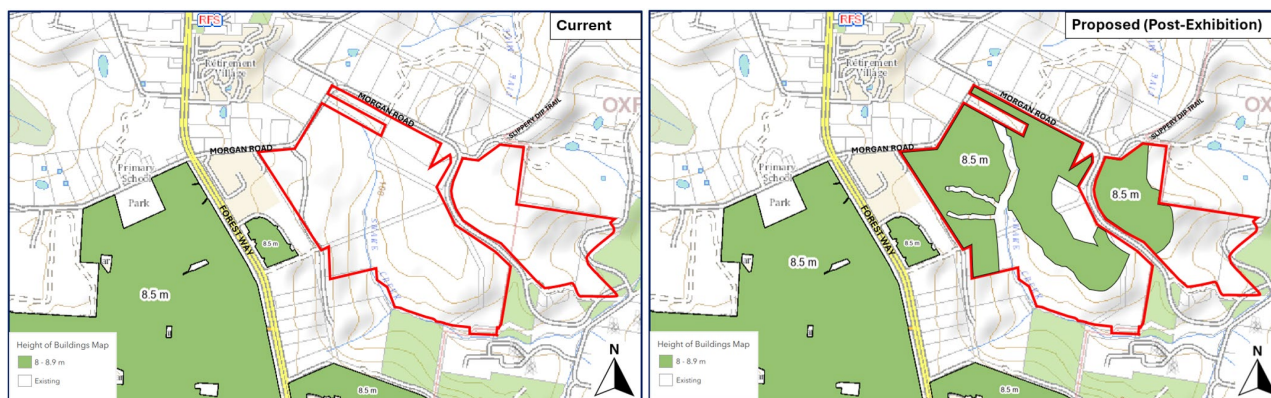 Current
RFS
Retirement
Village
MORGAN ROAD
SLIPPERY DIP TRAIL
OXF
MORGAN ROAD
Primary
School
Park
FOREST WAY
SNAKE
CREEK
8.5 m
8.5 m
Height of Buildings Map
8 - 8.9 m
Existing
8.5 m
N
Proposed (Post-Exhibition)
RFS
Retirement
Village
MORGAN ROAD
SLIPPERY DIP TRAIL
OXF
MORGAN ROAD
8.5 m
Primary
School
Park
8.5 m
FOREST WAY
8.5 m
8.5 m
Height of Buildings Map
8 - 8.9 m
Existing
8.5 m
N